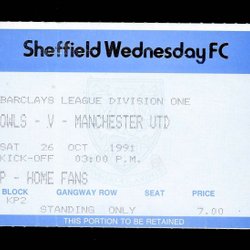 Sheffield Wednesday FC
BARCLAYS LEAGUE DIVISION ONE
OWLS - V - MANCHESTER UTD
SAT 26 OCT 1991
KICK-OFF 03:00 P.M.
P - HOME FANS
BLOCK GANGWAY ROW SEAT PRICE
KP2
STANDING ONLY 7.00
THIS PORTION TO BE RETAINED